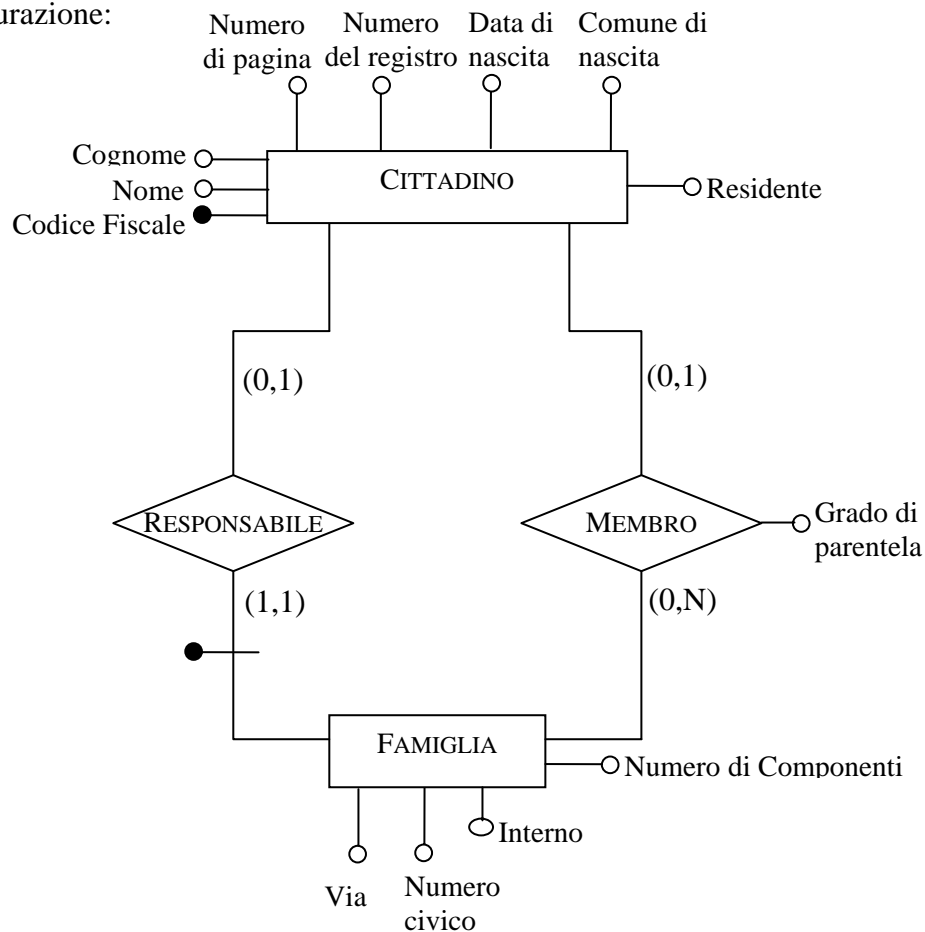 urazione:
Numero
di pagina
Numero
del registro
Data di
nascita
Comune di
nascita
Cognome
Nome
Codice Fiscale
CITTADINO
Residente
(0,1)
(0,1)
RESPONSABILE
MEMBRO
Grado di
parentela
(1,1)
(0,N)
FAMIGLIA
Numero di Componenti
Interno
Via
Numero
civico